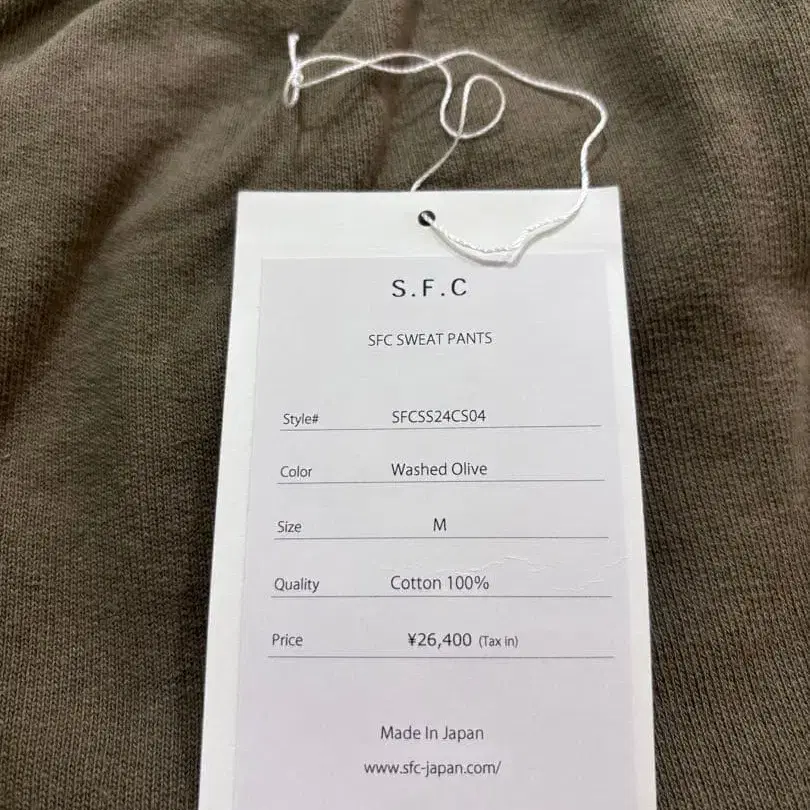 S.F.C
SFC SWEAT PANTS
Style# SFCSS24CS04
Color Washed Olive
Size M
Quality Cotton 100%
Price ¥26,400 (Tax in)
Made In Japan
www.sfc-japan.com/